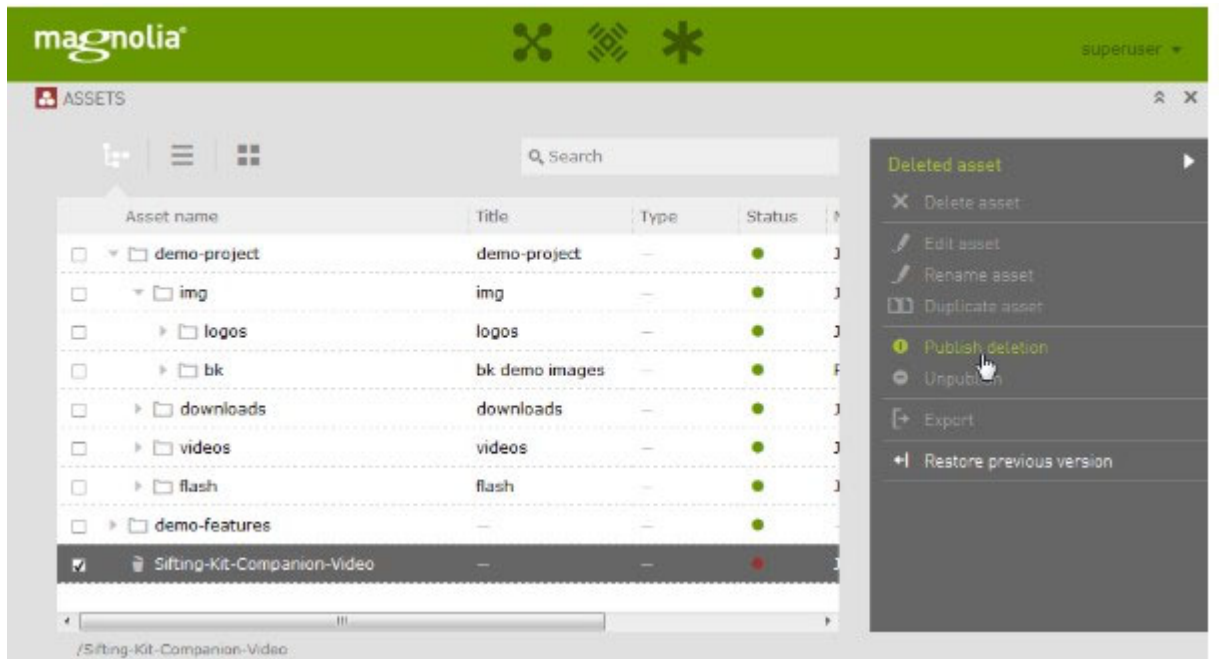 magnolia®
superuser
ASSETS
Search
Asset name Title Type Status
demo-project demo-project —
img img —
logos logos —
bk bk demo images —
downloads downloads —
videos videos —
flash flash —
demo-features — —
Sifting-Kit-Companion-Video — —
/Sifting-Kit-Companion-Video
Deleted asset
Delete asset
Edit asset
Rename asset
Duplicate asset
Publish deletion
Unpublish
Export
Restore previous version